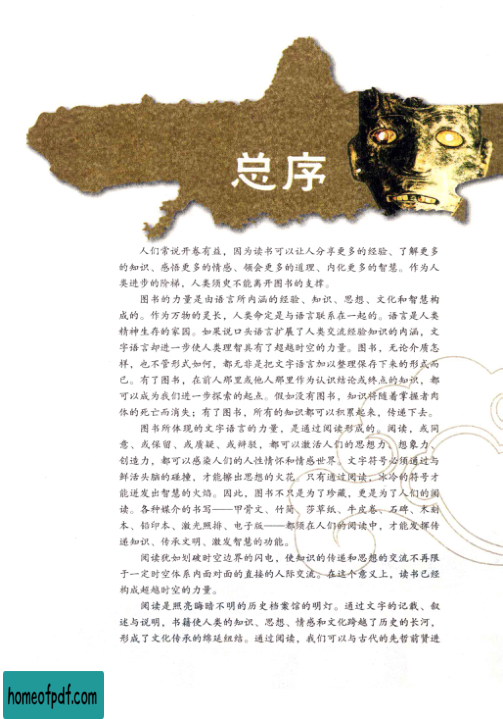 总序
人们常说开卷有益，因为读书可以让人分享更多的经验、了解更多
的知识、感悟更多的情感、领会更多的道理、内化更多的智慧。作为人
类进步的阶梯，人类须臾不能离开图书的支撑。
图书的力量是由语言所内涵的经验、知识、思想、文化和智慧构
成的。作为万物的灵长，人类命定是与语言联系在一起的。语言是人类
精神生存的家园。如果说口头语言扩展了人类交流经验知识的内涵，文
字语言却进一步使人类理智具有了超越时空的力量。图书，无论介质怎
样，也不管形式如何，都无非是把文字语言加以整理保存下来的形式而
已。有了图书，在前人那里或他人那里作为认识结论或终点的知识，都
可以成为我们进一步探索的起点。假如没有图书，知识将随着掌握者肉
体的死亡而消失；有了图书，所有的知识都可以积累起来，传递下去。
图书所体现的文字语言的力量，是通过阅读形成的。阅读，或同
意、或保留、或质疑、或辩驳，都可以激活人们的思想力、想象力、
创造力，都可以感染人们的人性情怀和情感世界。文字符号必须通过与
鲜活头脑的碰撞，才能擦出思想的火花，只有通过阅读，冰冷的符号才
能迸发出智慧的火焰。因此，图书不只是为了珍藏，更是为了人们的阅
读。各种媒介的书写——甲骨文、竹简、莎草纸、牛皮卷、石碑、木刻
本、铅印本、激光照排、电子版——都须在人们的阅读中，才能发挥传
递知识、传承文明、激发智慧的功能。
阅读犹如划破时空边界的闪电，使知识的传递和思想的交流不再限
于一定时空体系内面对面的直接的人际交流。在这个意义上，读书已经
构成超越时空的力量。
阅读是照亮晦暗不明的历史档案馆的明灯。通过文字的记载、叙
述与说明，书籍使人类的知识、思想、情感和文化跨越了历史的长河，
形成了文化传承的绵延纽结。通过阅读，我们可以与古代的先哲前贤进
homeofpdf.com